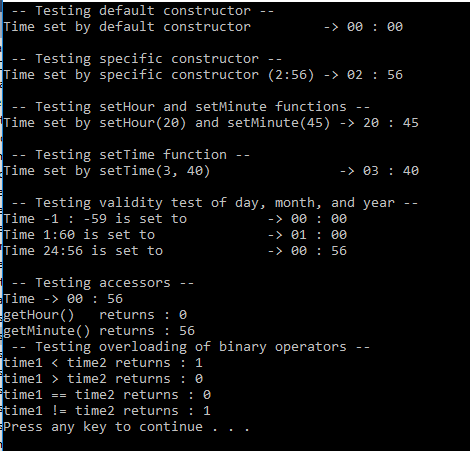 -- Testing default constructor --
Time set by default constructor         -> 00 : 00
-- Testing specific constructor --
Time set by specific constructor (2:56) -> 02 : 56
-- Testing setHour and setMinute functions --
Time set by setHour(20) and setMinute(45) -> 20 : 45
-- Testing setTime function --
Time set by setTime(3, 40)                -> 03 : 40
-- Testing validity test of day, month, and year --
Time -1 : -59 is set to          -> 00 : 00
Time 1:60 is set to              -> 01 : 00
Time 24:56 is set to             -> 00 : 56
-- Testing accessors --
Time -> 00 : 56
getHour()   returns : 0
getMinute() returns : 56
-- Testing overloading of binary operators --
time1 < time2 returns : 1
time1 > time2 returns : 0
time1 == time2 returns : 0
time1 != time2 returns : 1
Press any key to continue . . .